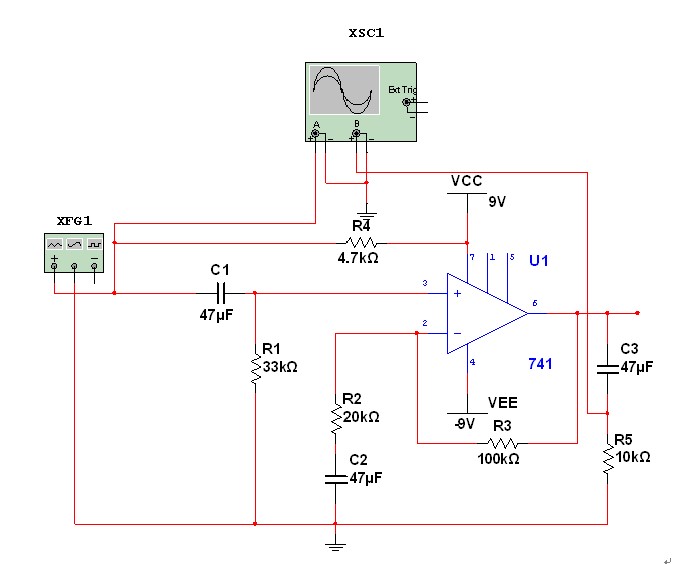 XSC1
Ext Trig
+
−
A
B
+ − + −
VCC
9V
XFG1
+ −
R4
4.7kΩ
7 1 5
U1
C1
47µF
3
+
6
2
−
4
741
R1
33kΩ
C3
47µF
R2
20kΩ
VEE
-9V
R3
100kΩ
R5
10kΩ
C2
47µF